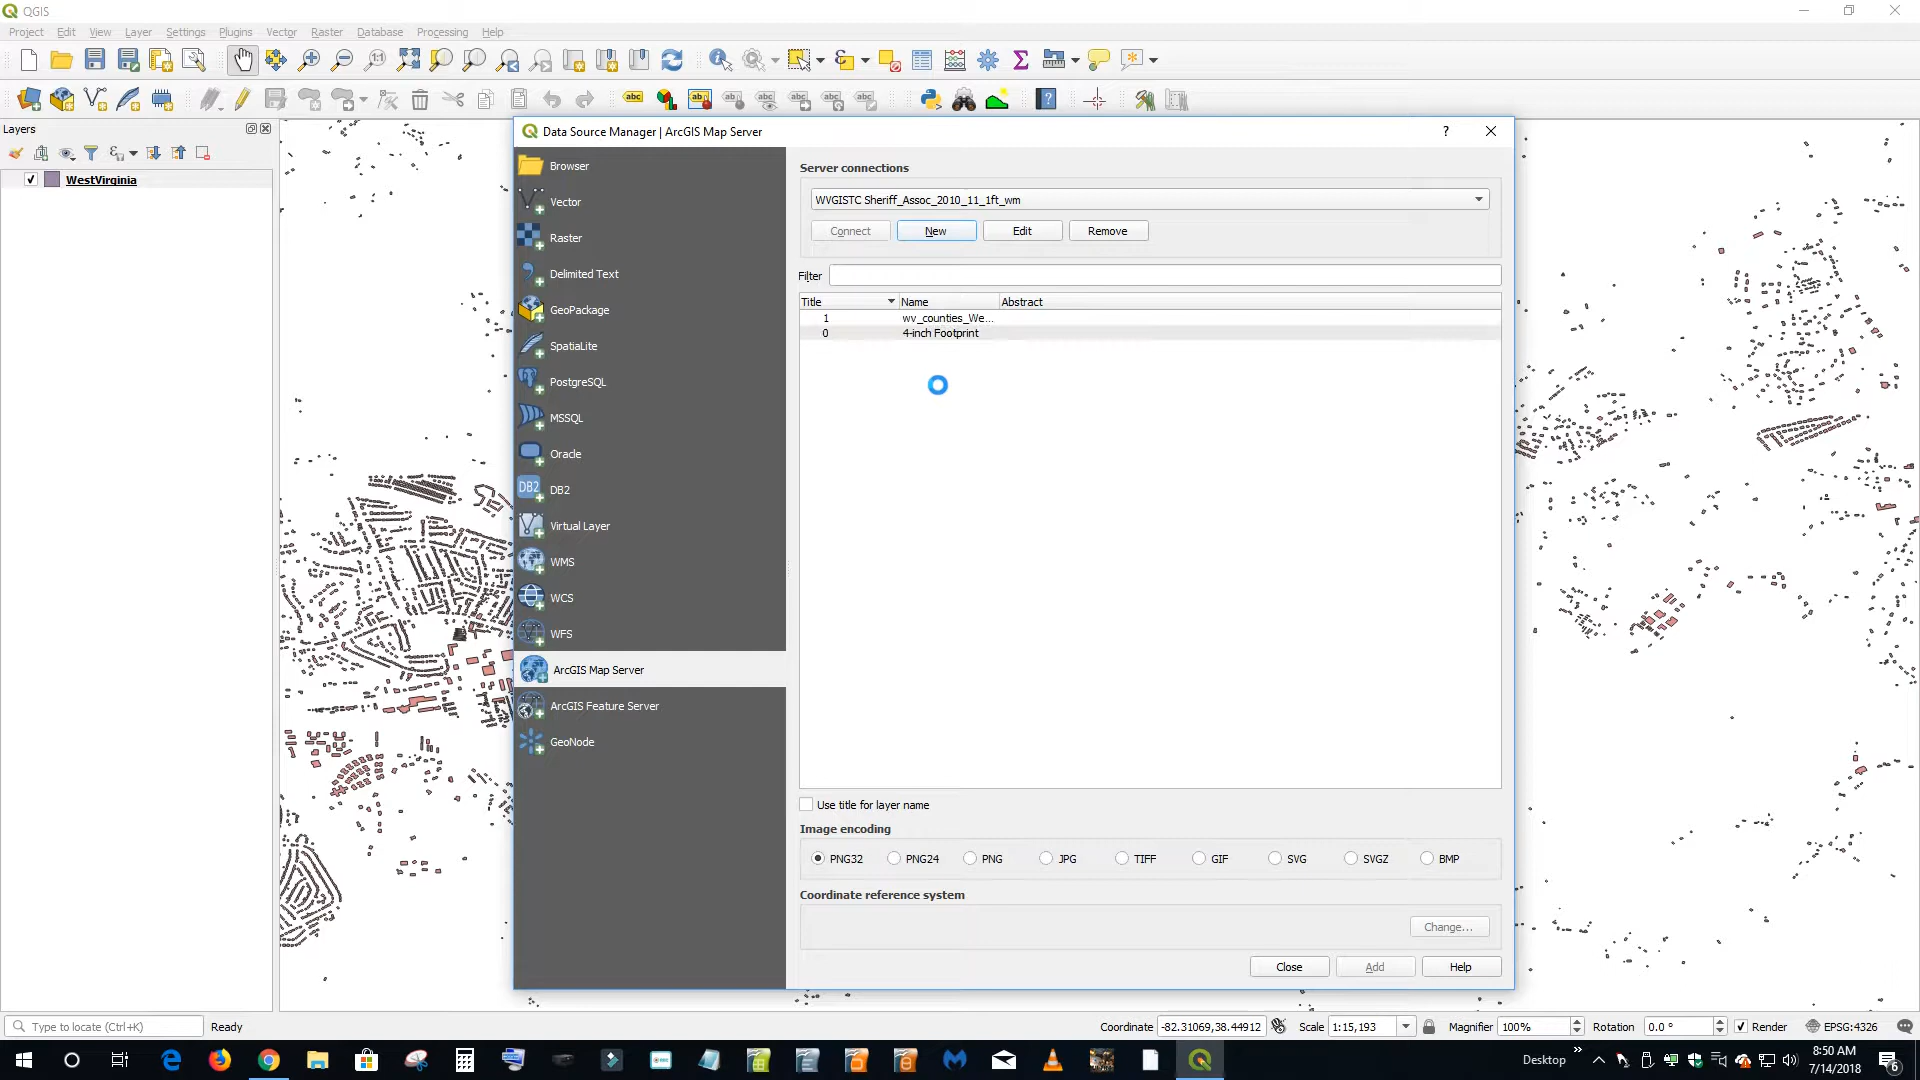 QGIS
Project Edit View Layer Settings Plugins Vector Raster Database Processing Help
Layers
WestVirginia
Data Source Manager | ArcGIS Map Server
?
Browser
Vector
Raster
Delimited Text
GeoPackage
SpatiaLite
PostgreSQL
MSSQL
Oracle
DB2
Virtual Layer
WMS
WCS
WFS
ArcGIS Map Server
ArcGIS Feature Server
GeoNode
Server connections
WVGISTC Sheriff_Assoc_2010_11_1ft_wm
Connect New Edit Remove
Filter
Title Name Abstract
1 wv_counties_We...
0 4-inch Footprint
Use title for layer name
Image encoding
PNG32 PNG24 PNG JPG TIFF GIF SVG SVGZ BMP
Coordinate reference system
Change...
Close Add Help
Type to locate (Ctrl+K) Ready Coordinate -82.31069,38.44912 Scale 1:15,193 Magnifier 100% Rotation 0.0 ° Render EPSG:4326
Desktop
8:50 AM
7/14/2018
6